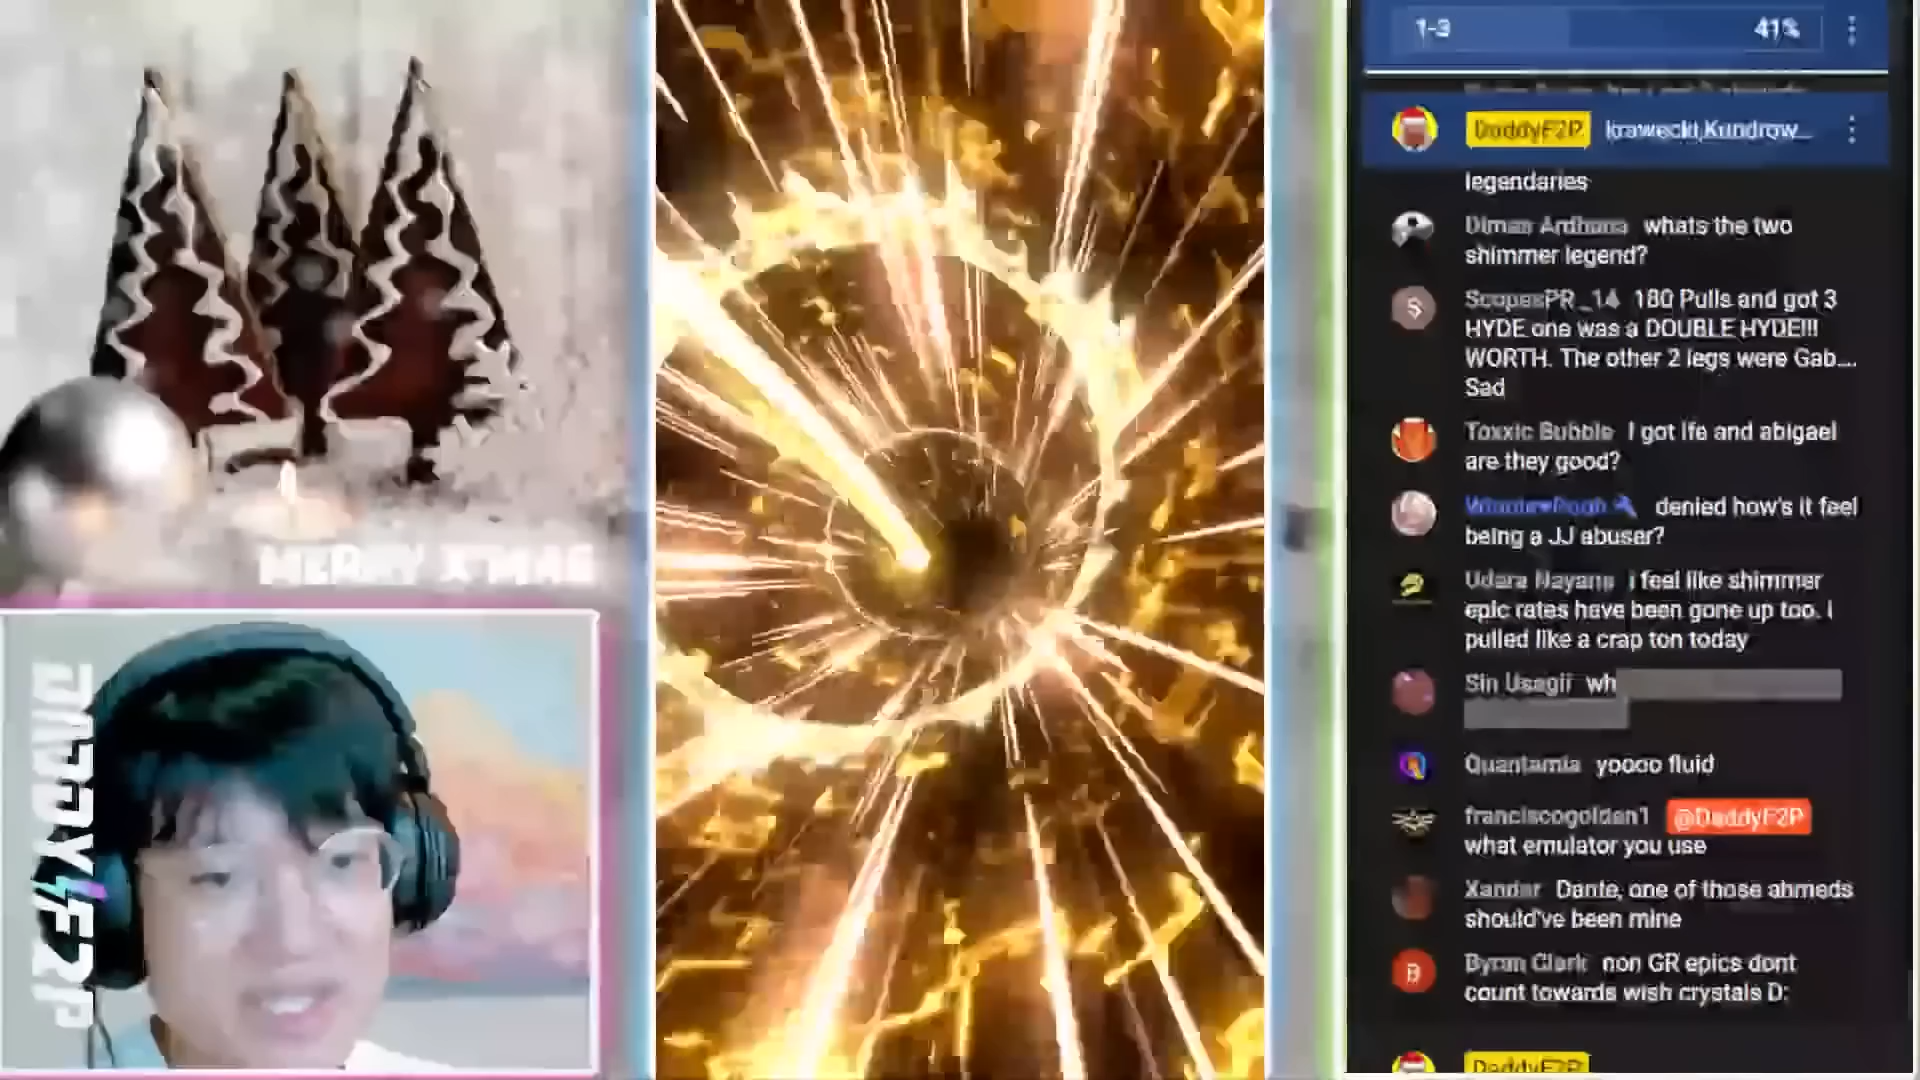 MERRY X'MAS
DADDYF2P
1-3 41%
DaddyF2P
legendaries
Dimas Ardhana whats the two
shimmer legend?
ScopesPR_14 180 Pulls and got 3
HYDE one was a DOUBLE HYDE!!!
WORTH. The other 2 legs were Gab....
Sad
Toxxic Bubble I got Ife and abigael
are they good?
denied how's it feel
being a JJ abuser?
Udara Nayana i feel like shimmer
epic rates have been gone up too. I
pulled like a crap ton today
Sin Usagii wh
Quantamia yoooo fluid
franciscogolden1 @DaddyF2P
what emulator you use
Xander Dante, one of those ahmeds
should've been mine
Byron Clark non GR epics dont
count towards wish crystals D:
DaddyF2P